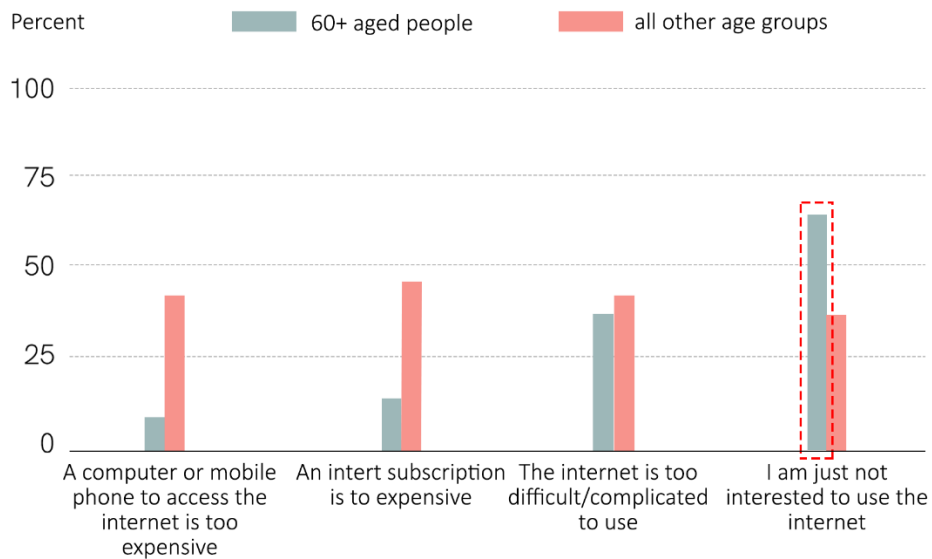 Percent
60+ aged people
all other age groups
100
75
50
25
0
A computer or mobile
phone to access the
internet is too
expensive
An intert subscription
is to expensive
The internet is too
difficult/complicated
to use
I am just not
interested to use the
internet